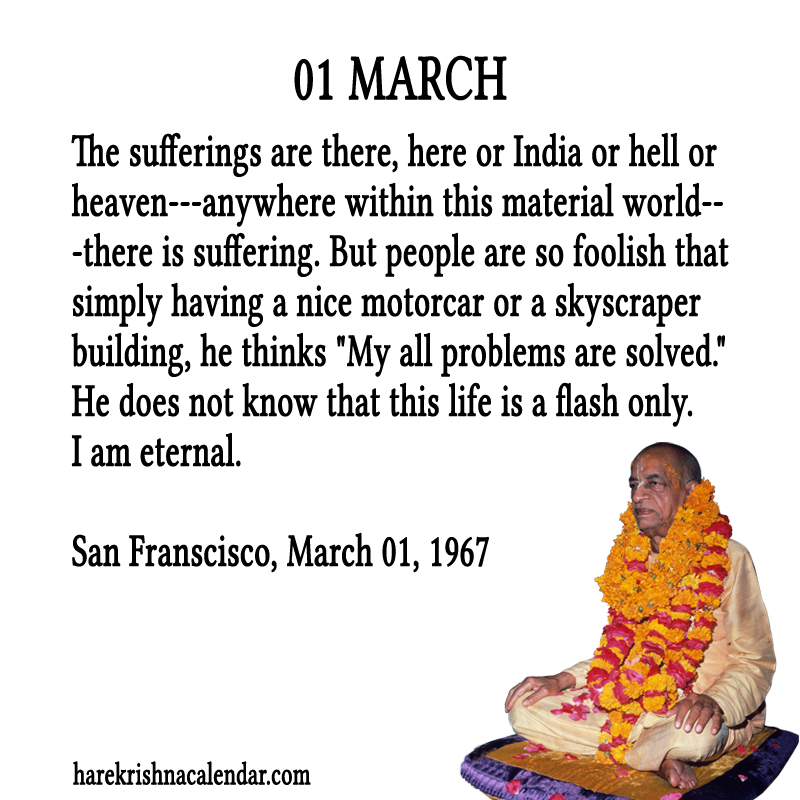 01 MARCH
The sufferings are there, here or India or hell or
heaven---anywhere within this material world--
-there is suffering. But people are so foolish that
simply having a nice motorcar or a skyscraper
building, he thinks "My all problems are solved."
He does not know that this life is a flash only.
I am eternal.
San Franscisco, March 01, 1967
harekrishnacalendar.com